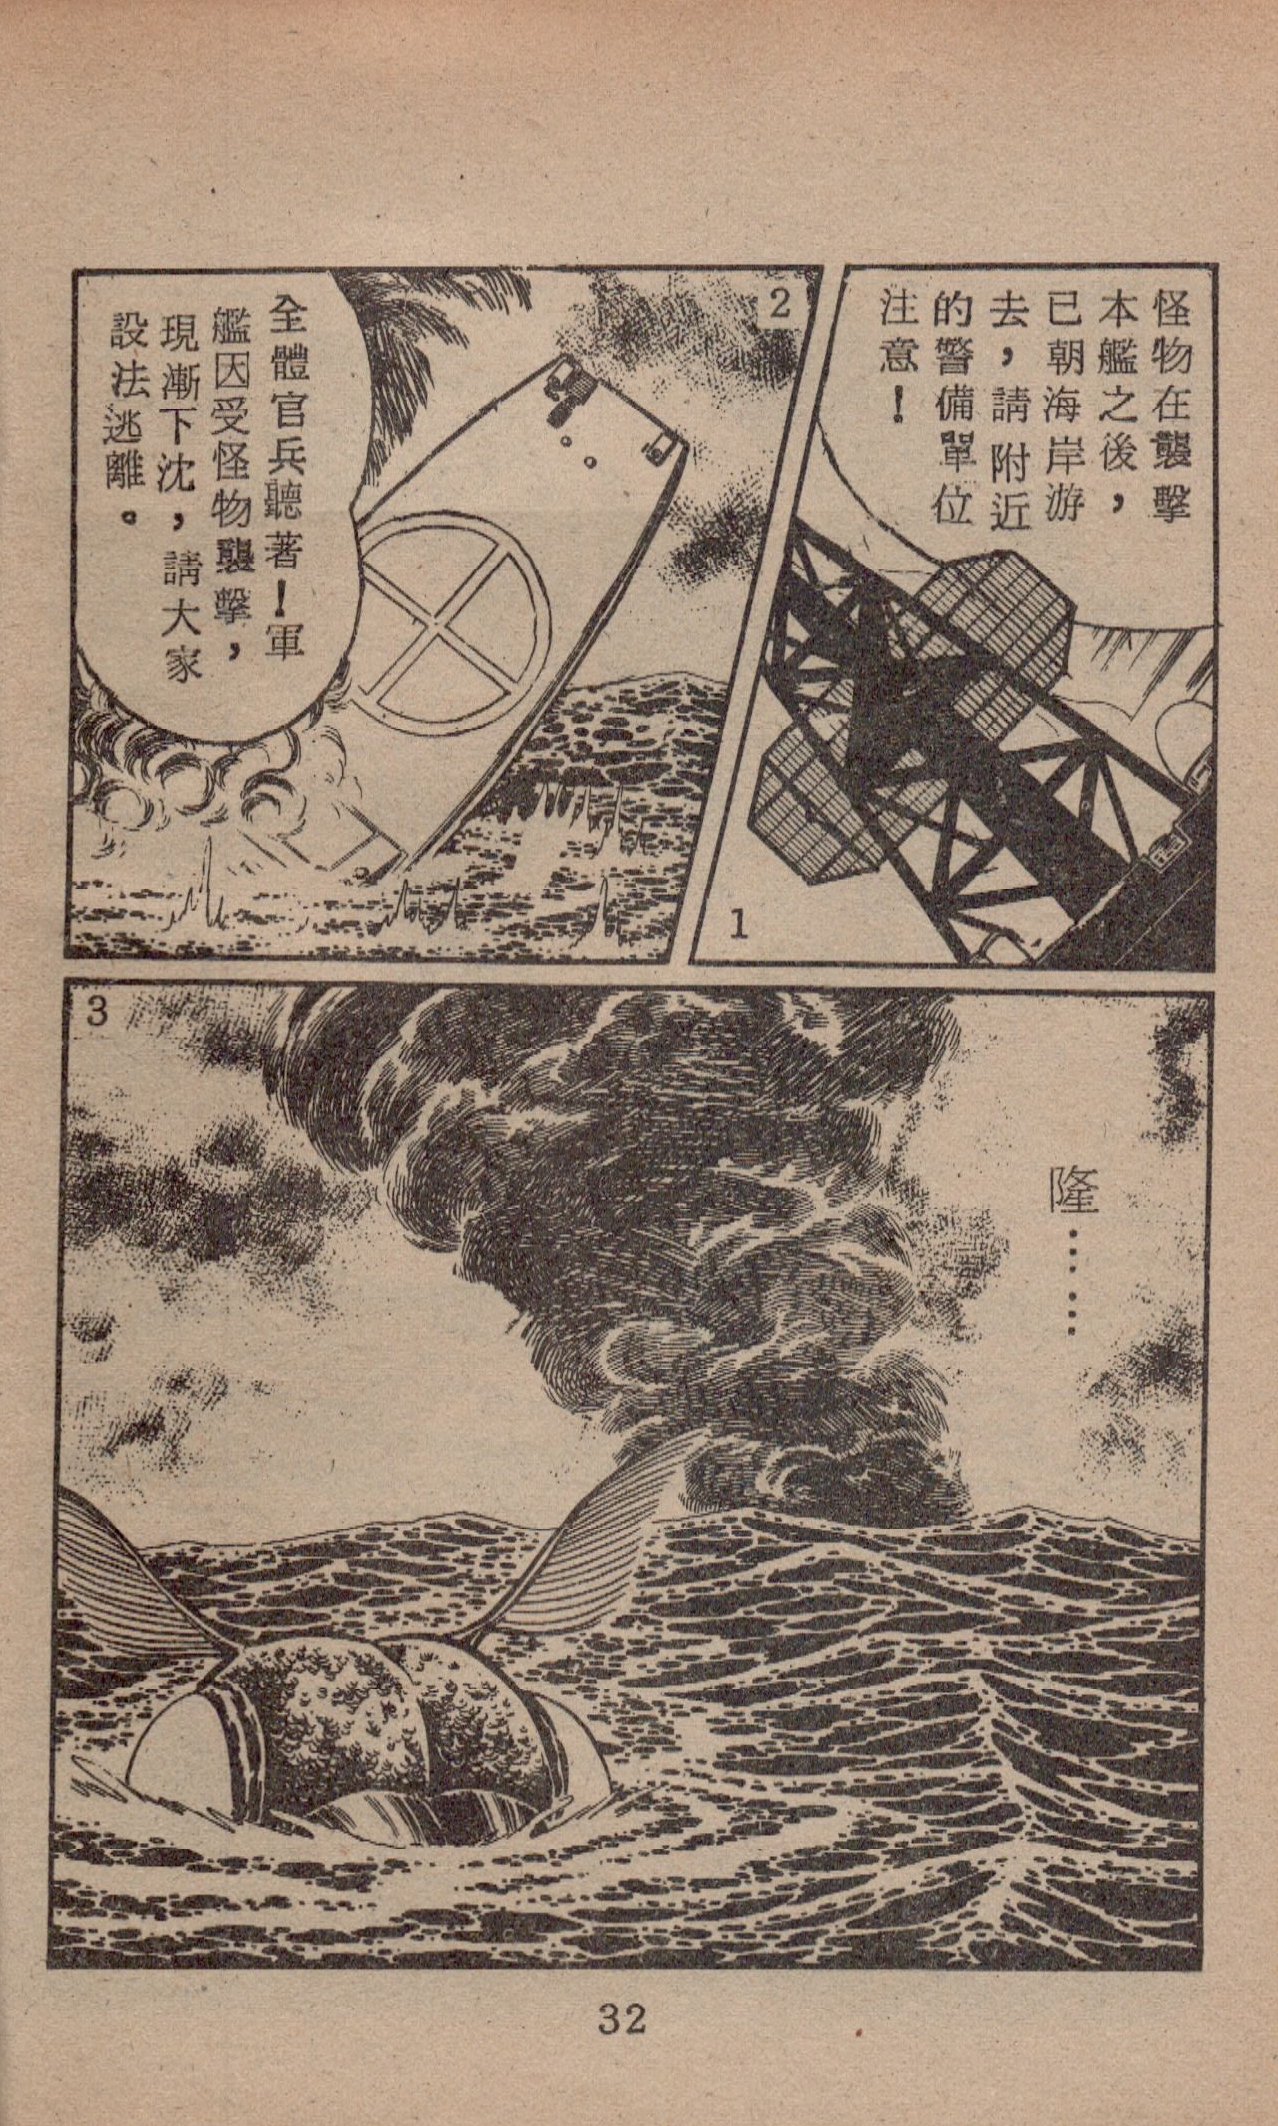 怪物在襲擊
本艦之後，
已朝海岸游
去，請附近
的警備單位
注意！
1
2
全體官兵聽著！軍
艦因受怪物襲擊，
現漸下沈，請大家
設法逃離。
3
隆……
32